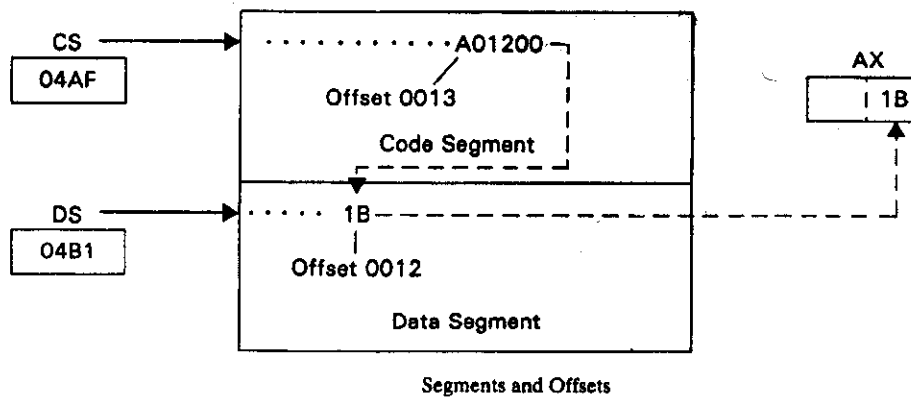 CS
04AF
A01200
Offset 0013
Code Segment
AX
1B
DS
04B1
1B
Offset 0012
Data Segment
Segments and Offsets